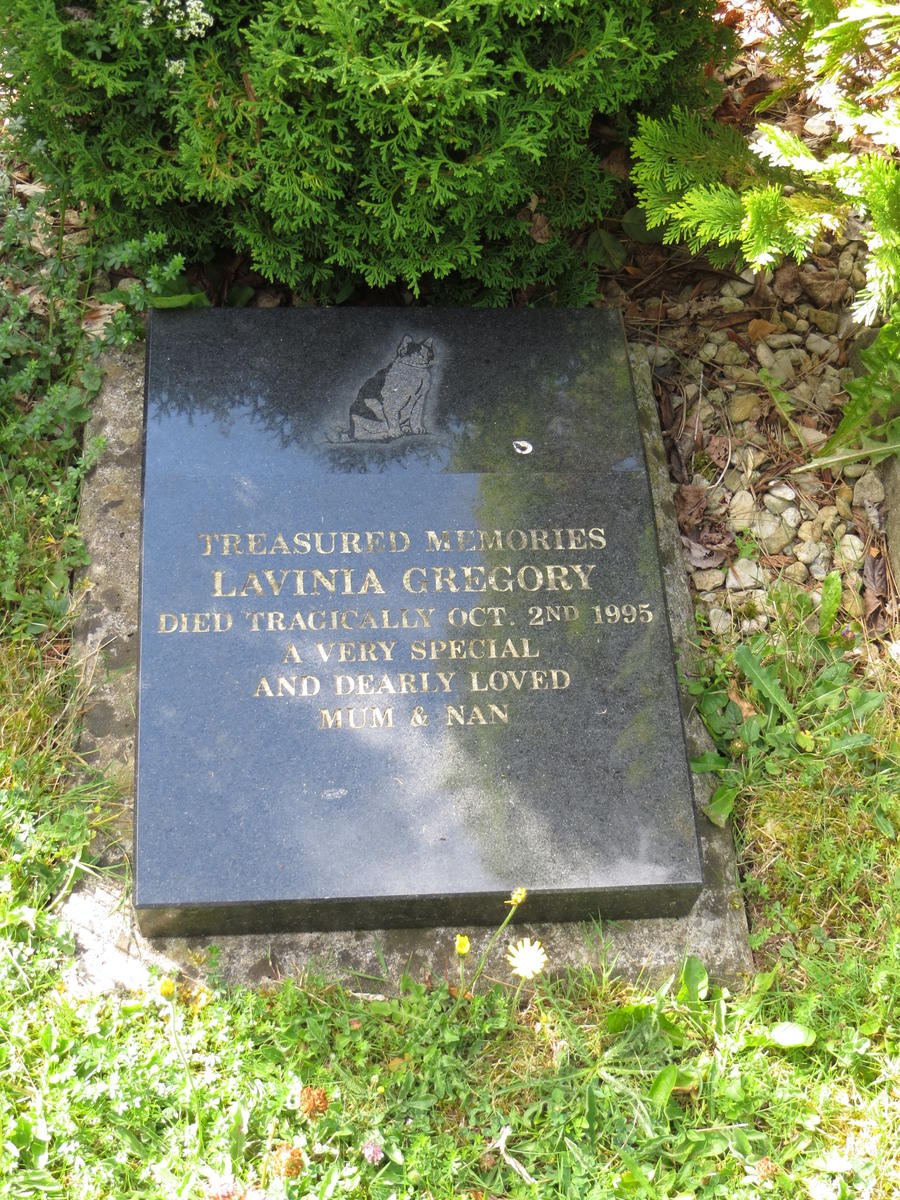 TREASURED MEMORIES
LAVINIA GREGORY
DIED TRAGICALLY OCT. 2ND 1995
A VERY SPECIAL
AND DEARLY LOVED
MUM & NAN